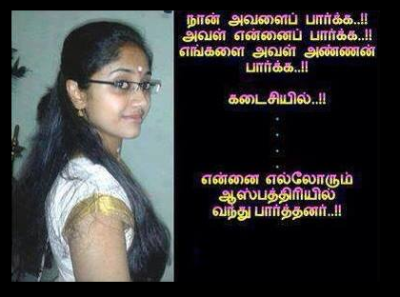 நான் அவளைப் பார்க்க..!!
அவள் என்னைப் பார்க்க..!!
எங்களை அவள் அண்ணன்
பார்க்க..!!
கடைசியில்..!!
.
.
.
.
என்னை எல்லோரும்
ஆஸ்பத்திரியில்
வந்து பார்த்தனர்..!!